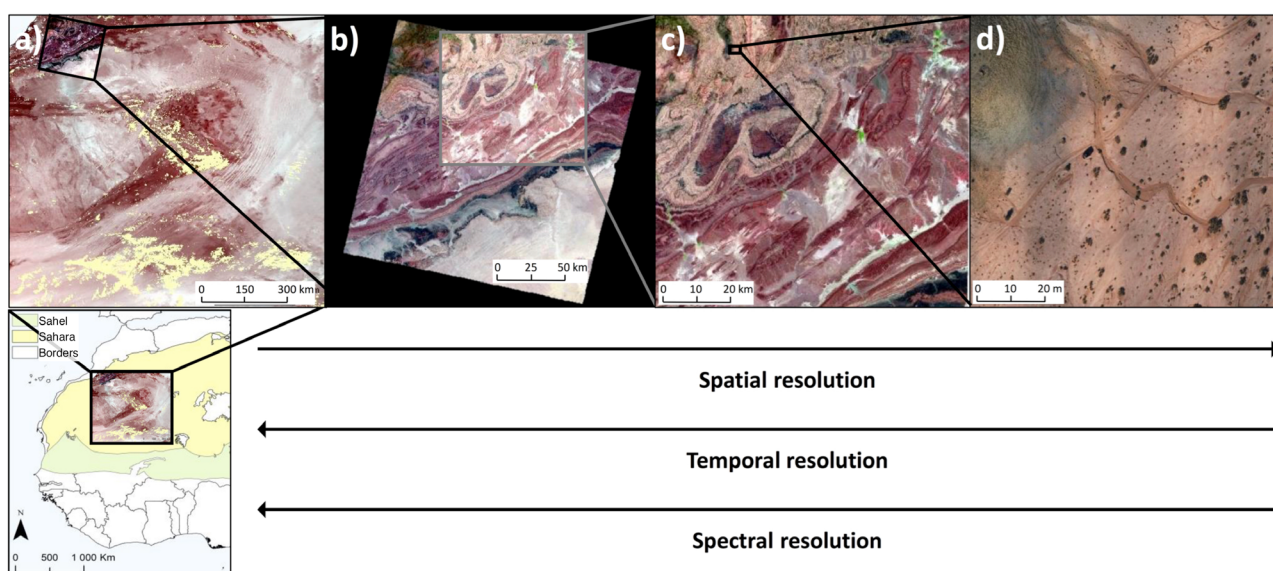 a)
b)
c)
d)
0 150 300 km
0 25 50 km
0 10 20 km
0 10 20 m
Sahel
Sahara
Borders
N
0 500 1 000 Km
Spatial resolution
Temporal resolution
Spectral resolution